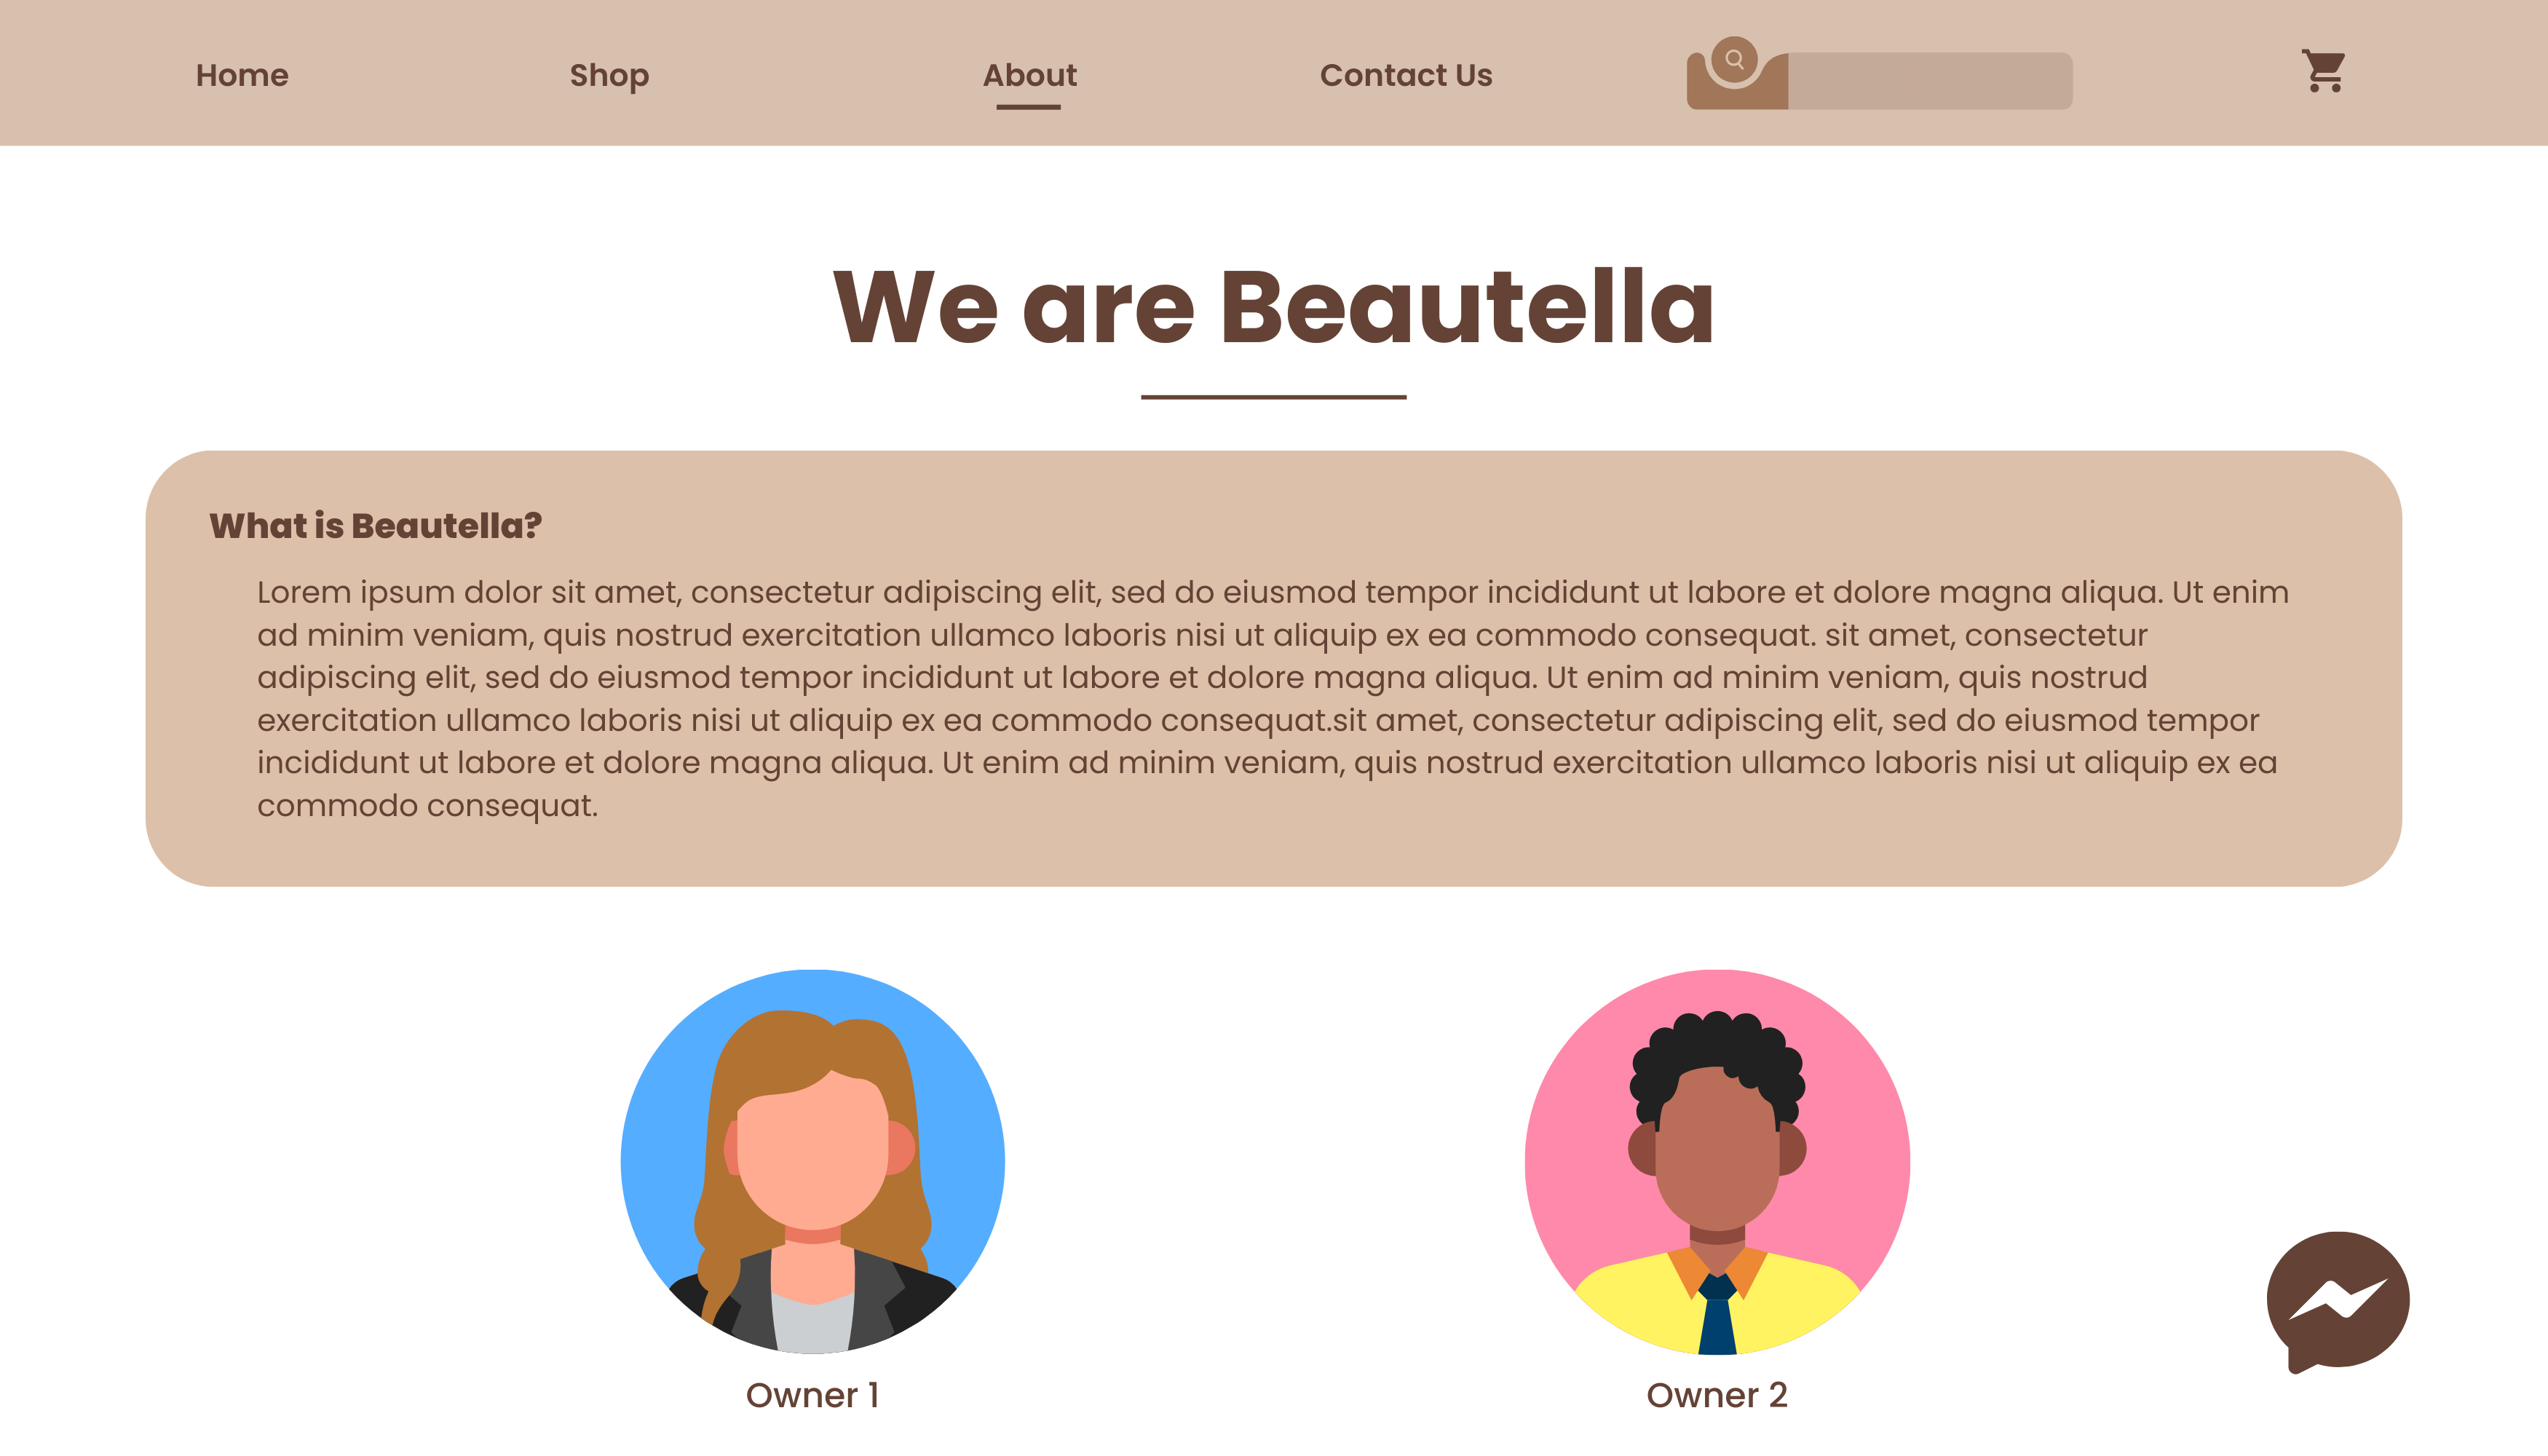 Home Shop About Contact Us
We are Beautella
What is Beautella?
Lorem ipsum dolor sit amet, consectetur adipiscing elit, sed do eiusmod tempor incididunt ut labore et dolore magna aliqua. Ut enim
ad minim veniam, quis nostrud exercitation ullamco laboris nisi ut aliquip ex ea commodo consequat. sit amet, consectetur
adipiscing elit, sed do eiusmod tempor incididunt ut labore et dolore magna aliqua. Ut enim ad minim veniam, quis nostrud
exercitation ullamco laboris nisi ut aliquip ex ea commodo consequat.sit amet, consectetur adipiscing elit, sed do eiusmod tempor
incididunt ut labore et dolore magna aliqua. Ut enim ad minim veniam, quis nostrud exercitation ullamco laboris nisi ut aliquip ex ea
commodo consequat.
Owner 1 Owner 2